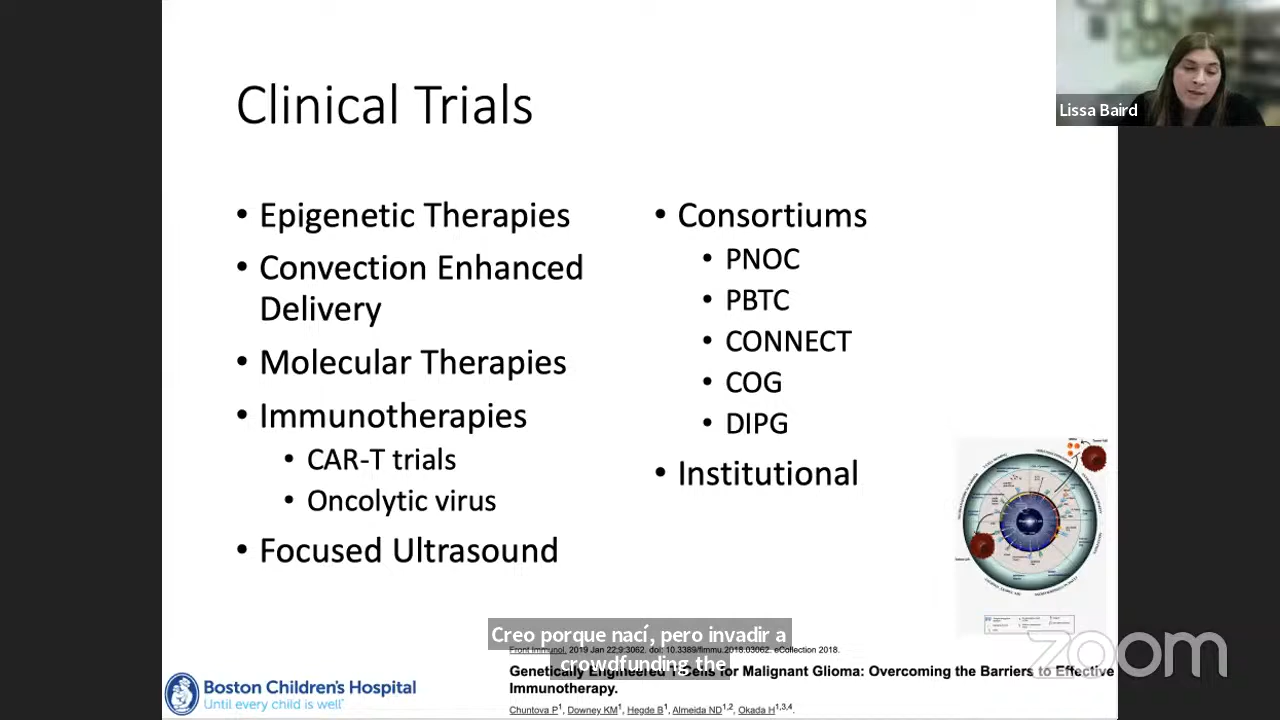 Clinical Trials
Lissa Baird
• Epigenetic Therapies
• Convection Enhanced
Delivery
• Molecular Therapies
• Immunotherapies
• CAR-T trials
• Oncolytic virus
• Focused Ultrasound
• Consortiums
• PNOC
• PBTC
• CONNECT
• COG
• DIPG
• Institutional
Creo porque nací, pero invadir a
crowdfunding the
Front Immunol. 2019 Jan 22;9:3062. doi: 10.3389/fimmu.2018.03062. eCollection 2018.
Genetically Engineered T-Cells for Malignant Glioma: Overcoming the Barriers to Effective
Immunotherapy.
Chuntova P1, Downey KM1, Hegde B1, Almeida ND1,2, Okada H1,3,4.
Boston Children's Hospital
Until every child is well
zoom